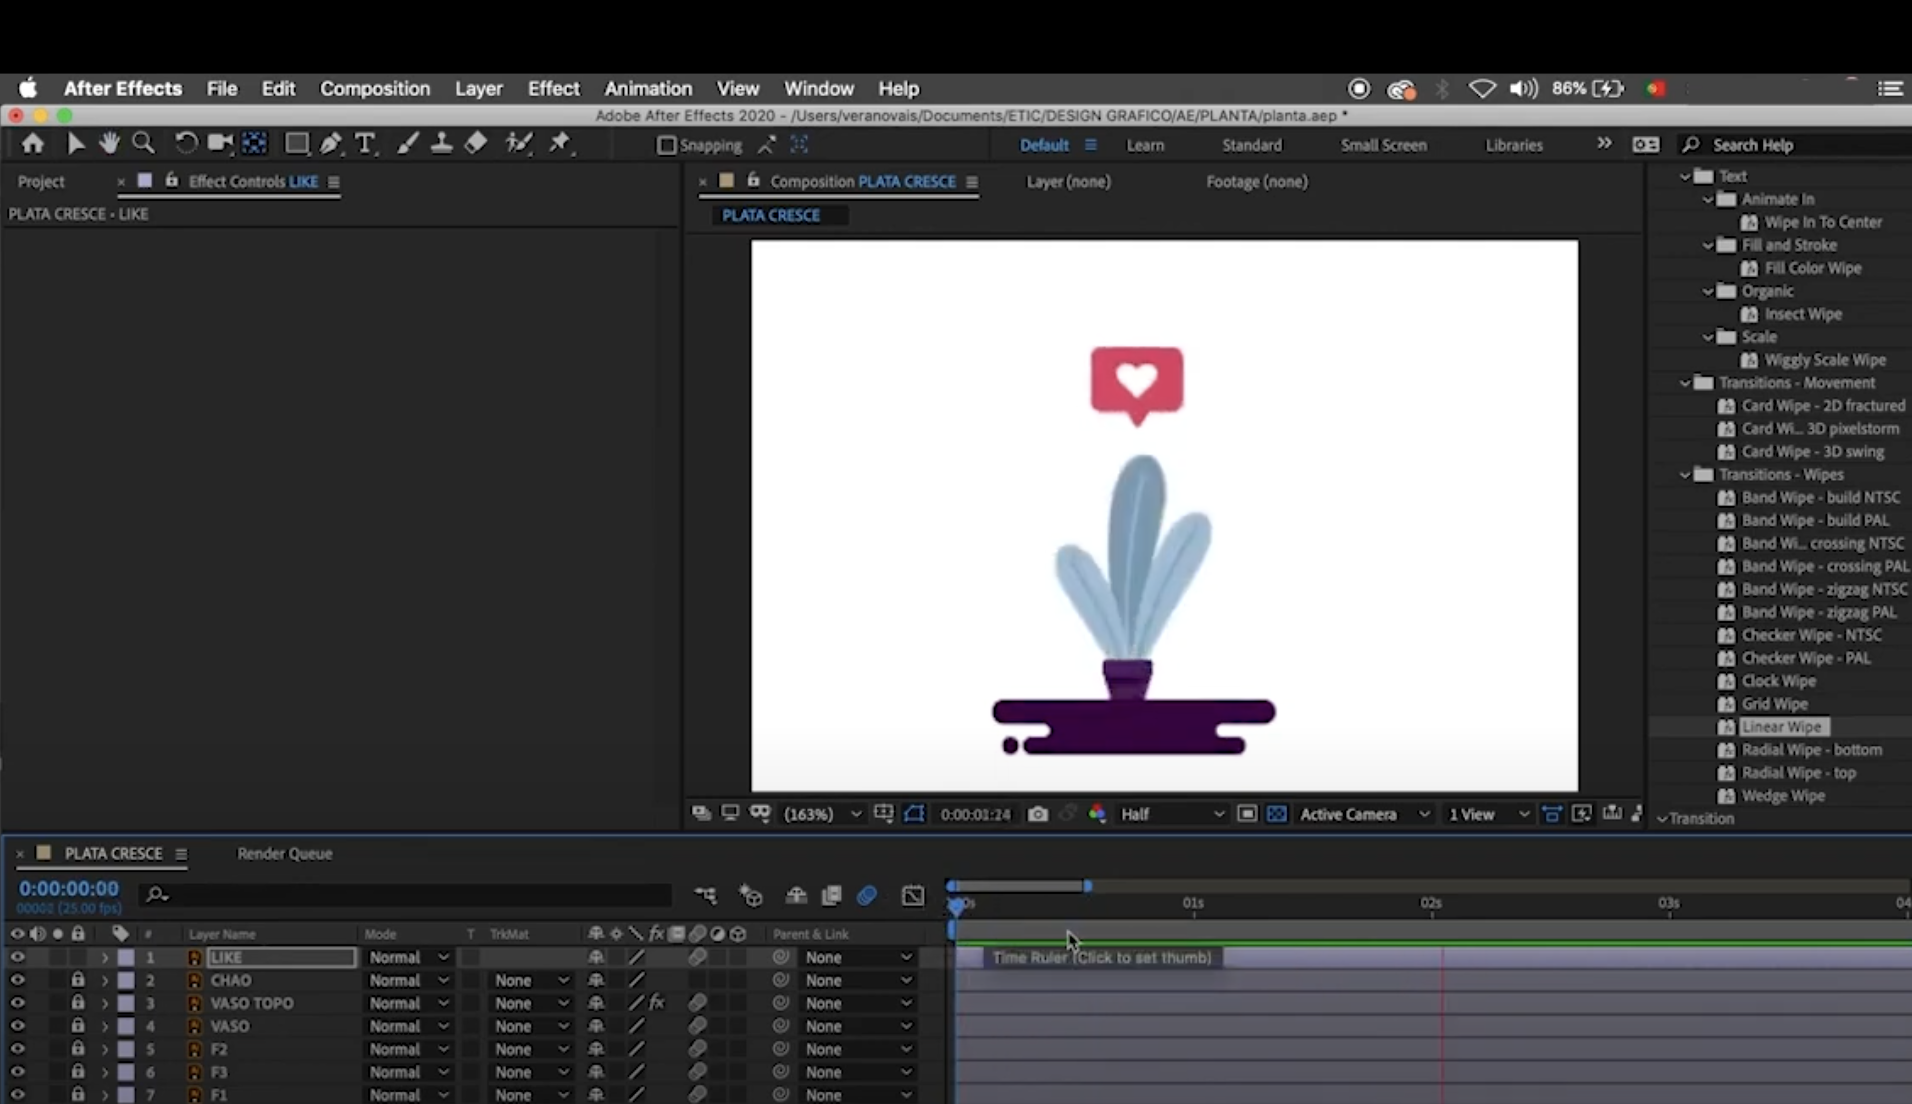 After Effects File Edit Composition Layer Effect Animation View Window Help 86%
Adobe After Effects 2020 - /Users/veranovais/Documents/ETIC/DESIGN GRAFICO/AE/PLANTA/planta.aep *
Snapping Default Learn Standard Small Screen Libraries Search Help
Project Effect Controls LIKE
PLATA CRESCE • LIKE
Composition PLATA CRESCE Layer (none) Footage (none)
PLATA CRESCE
Text
Animate In
Wipe In To Center
Fill and Stroke
Fill Color Wipe
Organic
Insect Wipe
Scale
Wiggly Scale Wipe
Transitions - Movement
Card Wipe - 2D fractured
Card Wi... 3D pixelstorm
Card Wipe - 3D swing
Transitions - Wipes
Band Wipe - build NTSC
Band Wipe - build PAL
Band Wi... crossing NTSC
Band Wipe - crossing PAL
Band Wipe - zigzag NTSC
Band Wipe - zigzag PAL
Checker Wipe - NTSC
Checker Wipe - PAL
Clock Wipe
Grid Wipe
Linear Wipe
Radial Wipe - bottom
Radial Wipe - top
Wedge Wipe
Transition
(163%) 0:00:01:24 Half Active Camera 1 View
PLATA CRESCE Render Queue
0:00:00:00
00000 (25.00 fps)
01s 02s 03s 04
# Layer Name Mode T TrkMat fx Parent & Link
1 LIKE Normal None
Time Ruler (Click to set thumb)
2 CHAO Normal None None
3 VASO TOPO Normal None fx None
4 VASO Normal None None
5 F2 Normal None None
6 F3 Normal None None
7 F1 Normal None None